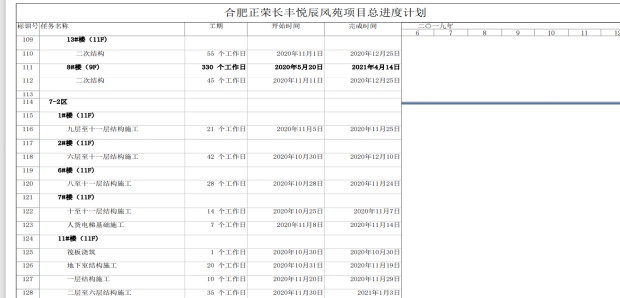 合肥正荣长丰悦辰风苑项目总进度计划
标识号 任务名称 工期 开始时间 完成时间 二〇一九年
6 7 8 9 10 11 12
109 13#楼（11F）
110 二次结构 55 个工作日 2020年11月1日 2020年12月25日
111 8#楼（9F） 330 个工作日 2020年5月20日 2021年4月14日
112 二次结构 45 个工作日 2020年11月11日 2020年12月25日
113
114 7-2区
115 1#楼（11F）
116 九层至十一层结构施工 21 个工作日 2020年11月5日 2020年11月25日
117 2#楼（11F）
118 六层至十一层结构施工 42 个工作日 2020年10月30日 2020年12月10日
119 6#楼（11F）
120 八至十一层结构施工 28 个工作日 2020年10月28日 2020年11月24日
121 7#楼（11F）
122 十至十一层结构施工 14 个工作日 2020年10月25日 2020年11月7日
123 人货电梯基础施工 7 个工作日 2020年11月8日 2020年11月14日
124 11#楼（11F）
125 筏板浇筑 1 个工作日 2020年10月30日 2020年10月30日
126 地下室结构施工 20 个工作日 2020年10月31日 2020年11月19日
127 一层结构施工 10 个工作日 2020年11月20日 2020年11月29日
128 二层至六层结构施工 35 个工作日 2020年11月30日 2021年1月3日